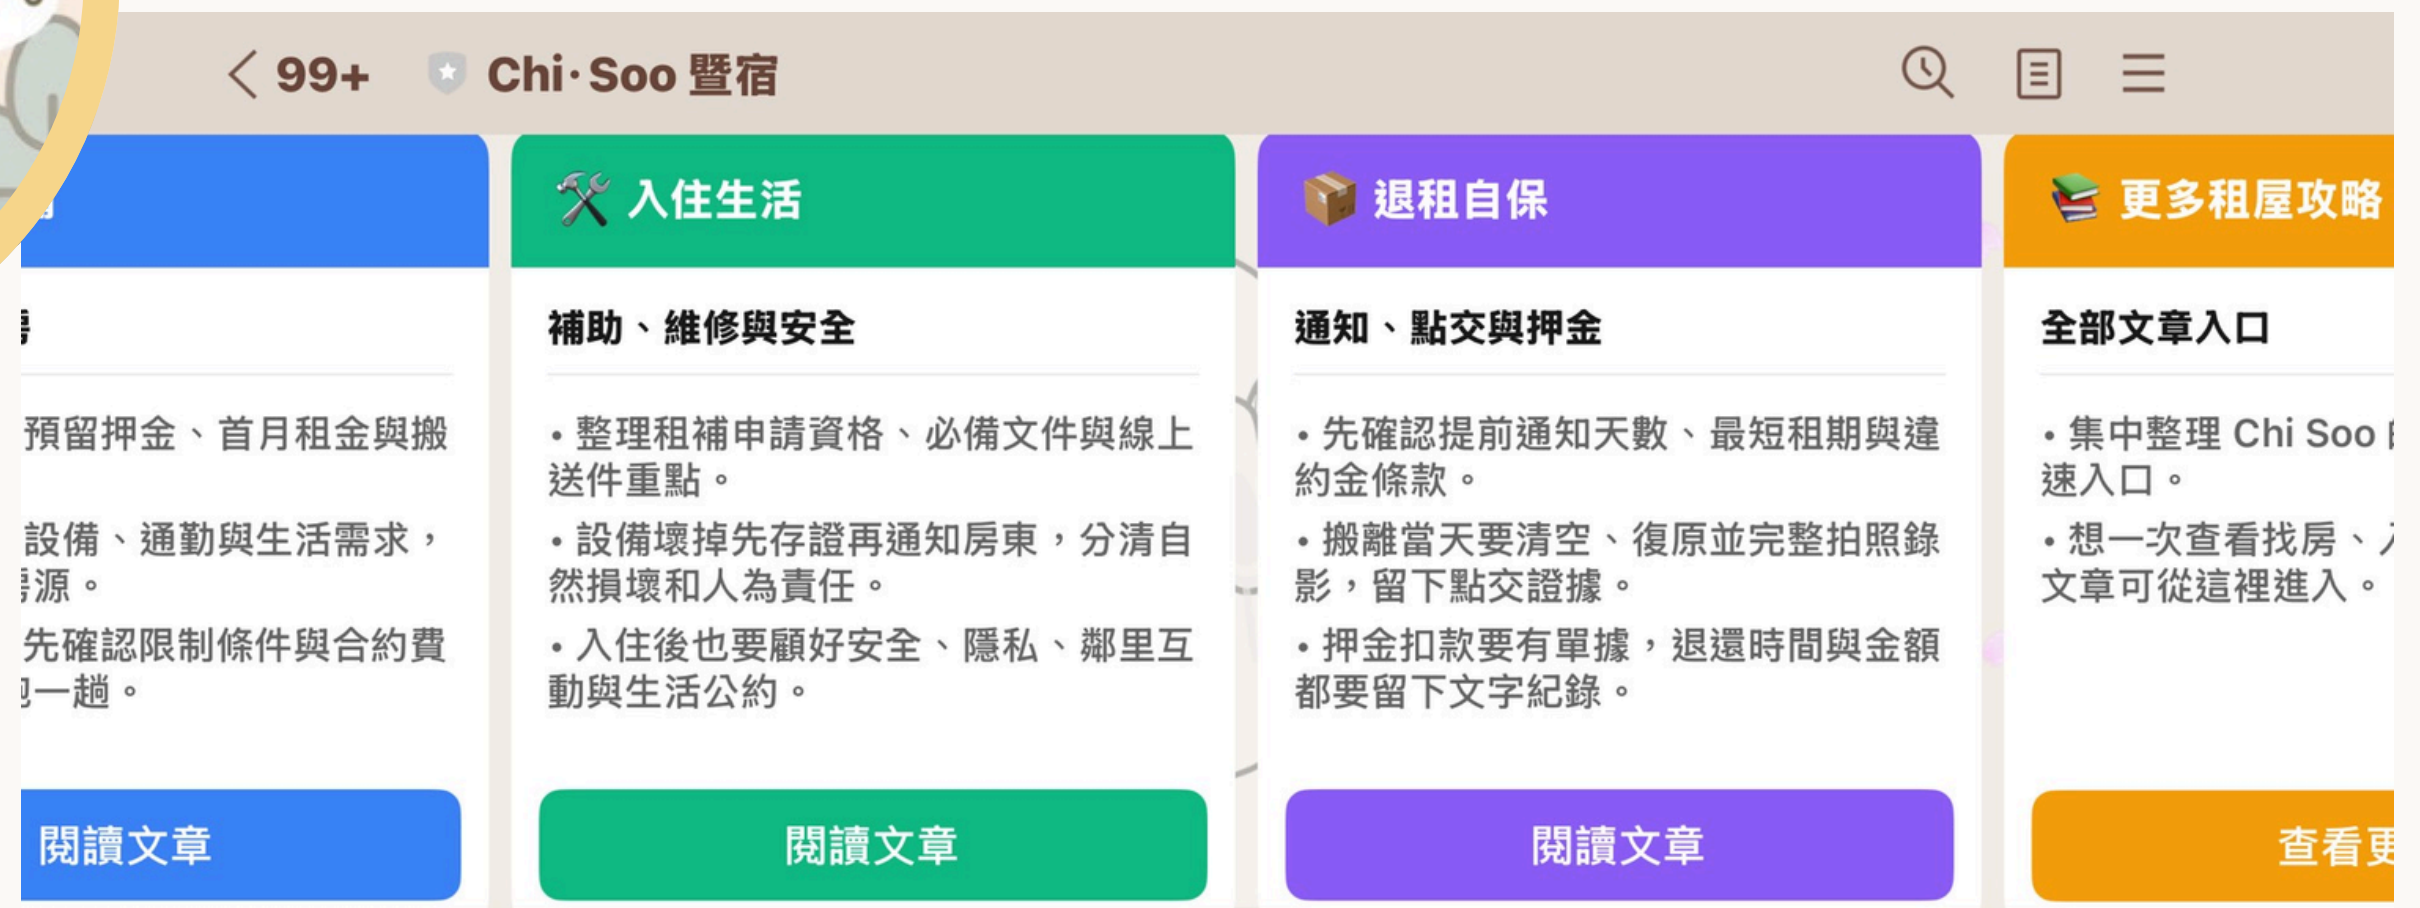 99+ Chi·Soo 暨宿
預留押金、首月租金與搬
設備、通勤與生活需求，
源。
先確認限制條件與合約費
一趟。
閱讀文章
🛠️ 入住生活
補助、維修與安全
• 整理租補申請資格、必備文件與線上
送件重點。
• 設備壞掉先存證再通知房東，分清自
然損壞和人為責任。
• 入住後也要顧好安全、隱私、鄰里互
動與生活公約。
閱讀文章
📦 退租自保
通知、點交與押金
• 先確認提前通知天數、最短租期與違
約金條款。
• 搬離當天要清空、復原並完整拍照錄
影，留下點交證據。
• 押金扣款要有單據，退還時間與金額
都要留下文字紀錄。
閱讀文章
📚 更多租屋攻略
全部文章入口
• 集中整理 Chi Soo
速入口。
• 想一次查看找房、
文章可從這裡進入。
查看更